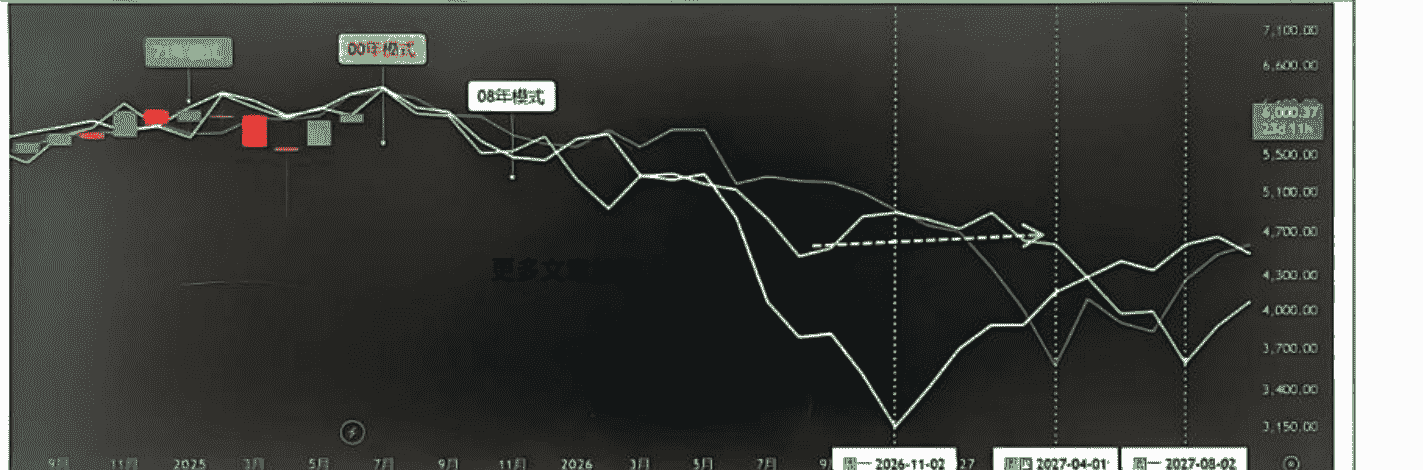 00年模式
08年模式
7,100.00
6,600.00
6,000.37
23d 11h
5,500.00
5,100.00
4,700.00
4,300.00
4,000.00
3,700.00
3,400.00
3,150.00
更多文
9月
11月
2025
3月
5月
7月
9月
11月
2026
3月
5月
7月
周一 2026-11-02
27
周四 2027-04-01
周一 2027-08-02